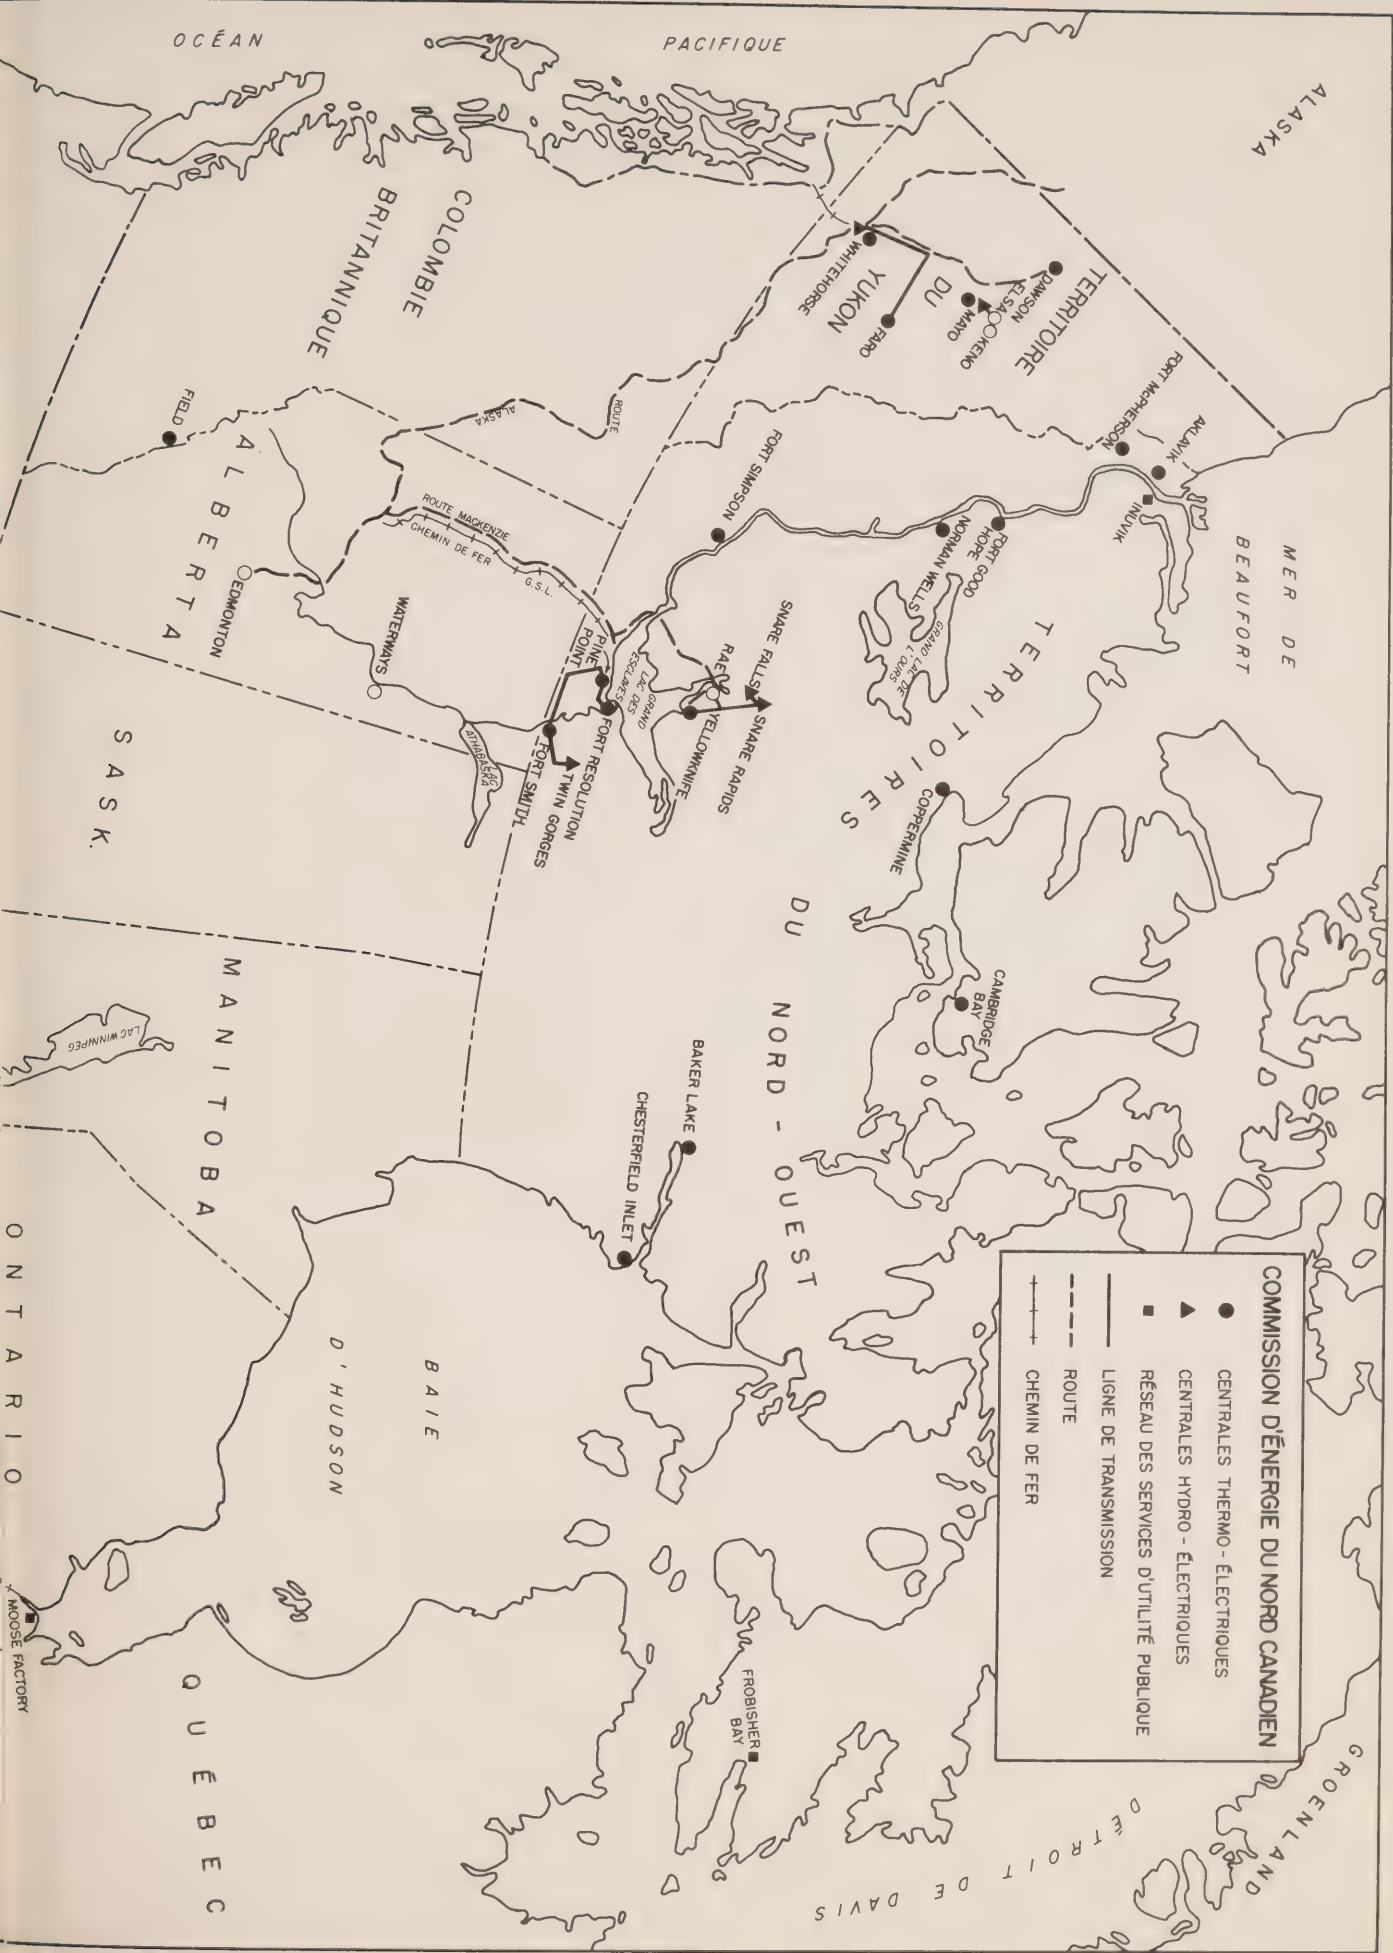 OCÉAN
PACIFIQUE
ALASKA
MER DE
BEAUFORT
TERRITOIRE
DU
YUKON
DAWSON
ELSA
KENO
MAYO
WHITEHORSE
FARO
FORT McPHERSON
AKLAVIK
INUVIK
FORT GOOD
HOPE
NORMAN WELLS
GRAND LAC DE
L'OURS
FORT SIMPSON
COLOMBIE
BRITANNIQUE
ROUTE
ALASKA
FIELD
ALBERTA
ROUTE MACKENZIE
CHEMIN DE FER
G.S.L.
EDMONTON
WATERWAYS
PINE
POINT
GRAND
LAC DES
ESCLAVES
RAE
SNARE FALLS
SNARE RAPIDS
YELLOWKNIFE
FORT RESOLUTION
TWIN GORGES
FORT SMITH
LAC
ATHABASKA
SASK.
TERRITOIRES
DU
NORD-OUEST
COPPERMINE
CAMBRIDGE
BAY
BAKER LAKE
CHESTERFIELD INLET
MANITOBA
LAC WINNIPEG
ONTARIO
BAIE
D'HUDSON
MOOSE FACTORY
QUÉBEC
FROBISHER
BAY
DÉTROIT DE DAVIS
GROENLAND
COMMISSION D'ÉNERGIE DU NORD CANADIEN
CENTRALES THERMO-ÉLECTRIQUES
CENTRALES HYDRO-ÉLECTRIQUES
RÉSEAU DES SERVICES D'UTILITÉ PUBLIQUE
LIGNE DE TRANSMISSION
ROUTE
CHEMIN DE FER